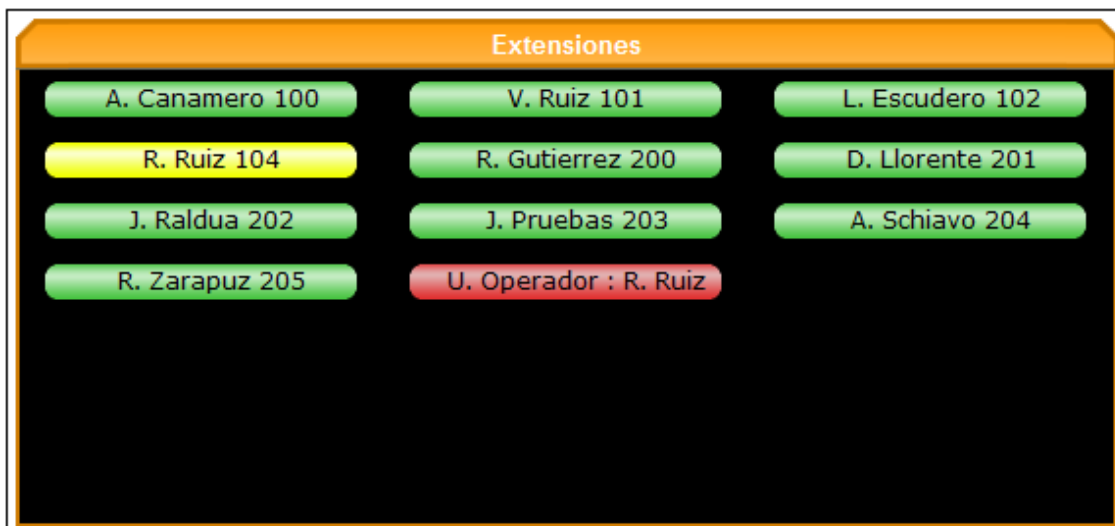 Extensiones
A. Canamero 100
V. Ruiz 101
L. Escudero 102
R. Ruiz 104
R. Gutierrez 200
D. Llorente 201
J. Raldua 202
J. Pruebas 203
A. Schiavo 204
R. Zarapuz 205
U. Operador : R. Ruiz